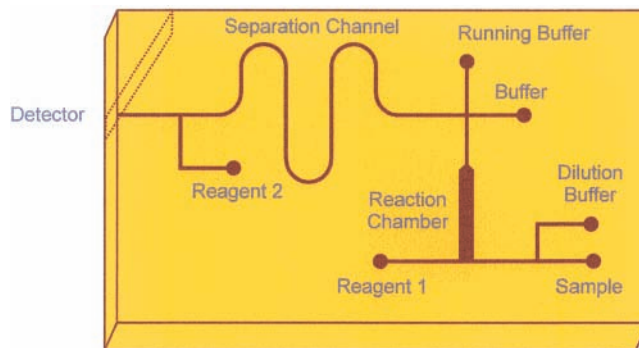 Separation Channel
Running Buffer
Buffer
Detector
Reagent 2
Reaction
Chamber
Dilution
Buffer
Reagent 1
Sample